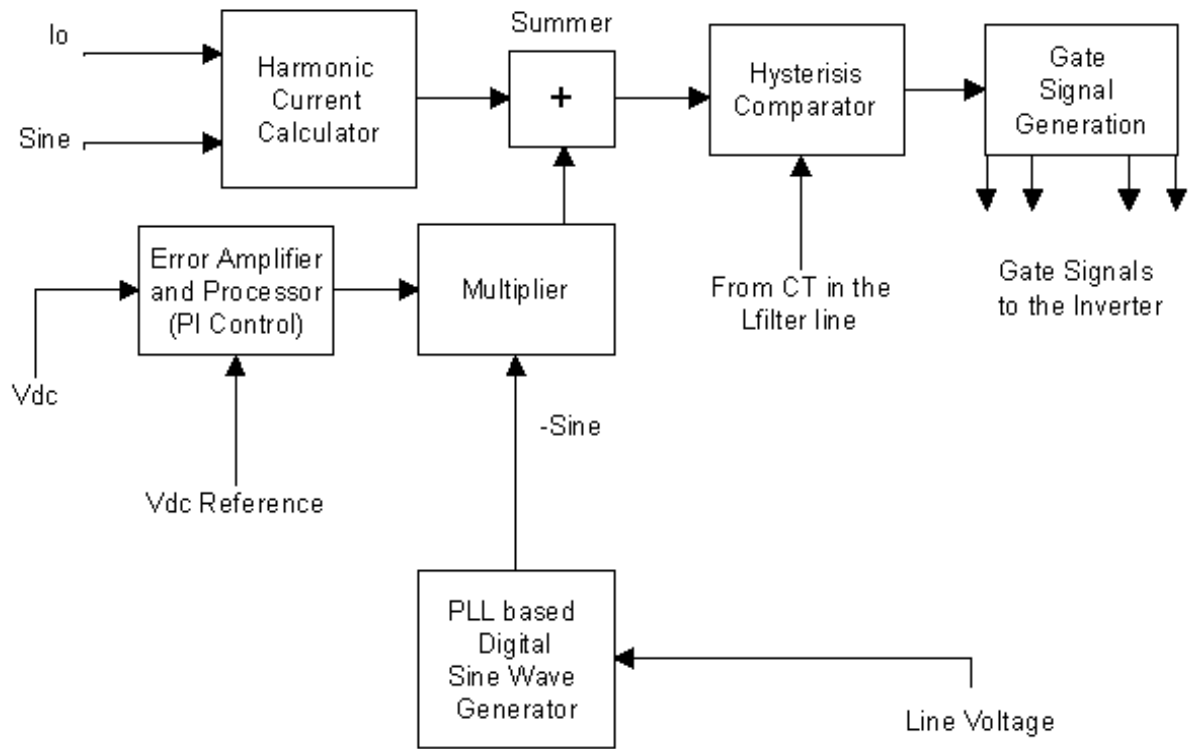 Io
Sine
Harmonic
Current
Calculator
Summer
+
Hysterisis
Comparator
Gate
Signal
Generation
Error Amplifier
and Processor
(PI Control)
Multiplier
From CT in the
Lfilter line
Gate Signals
to the Inverter
Vdc
-Sine
Vdc Reference
PLL based
Digital
Sine Wave
Generator
Line Voltage